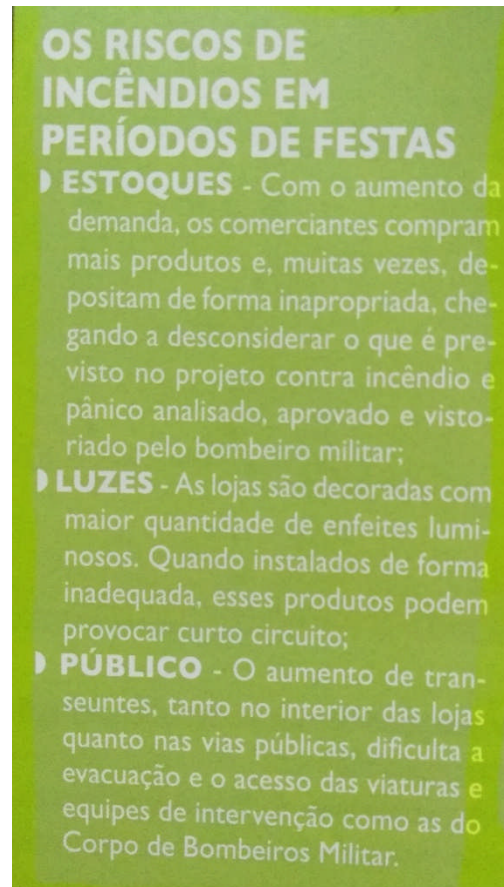 OS RISCOS DE
INCÊNDIOS EM
PERÍODOS DE FESTAS
◗ ESTOQUES - Com o aumento da
demanda, os comerciantes compram
mais produtos e, muitas vezes, de-
positam de forma inapropriada, che-
gando a desconsiderar o que é pre-
visto no projeto contra incêndio e
pânico analisado, aprovado e visto-
riado pelo bombeiro militar;
◗ LUZES - As lojas são decoradas com
maior quantidade de enfeites lumi-
nosos. Quando instalados de forma
inadequada, esses produtos podem
provocar curto circuito;
◗ PÚBLICO - O aumento de tran-
seuntes, tanto no interior das lojas
quanto nas vias públicas, dificulta a
evacuação e o acesso das viaturas e
equipes de intervenção como as do
Corpo de Bombeiros Militar.